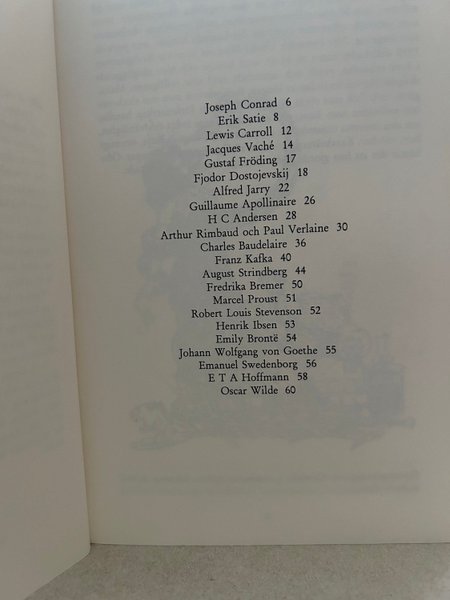 Joseph Conrad 6
Erik Satie 8
Lewis Carroll 12
Jacques Vaché 14
Gustaf Fröding 17
Fjodor Dostojevskij 18
Alfred Jarry 22
Guillaume Apollinaire 26
H C Andersen 28
Arthur Rimbaud och Paul Verlaine 30
Charles Baudelaire 36
Franz Kafka 40
August Strindberg 44
Fredrika Bremer 50
Marcel Proust 51
Robert Louis Stevenson 52
Henrik Ibsen 53
Emily Brontë 54
Johann Wolfgang von Goethe 55
Emanuel Swedenborg 56
E T A Hoffmann 58
Oscar Wilde 60